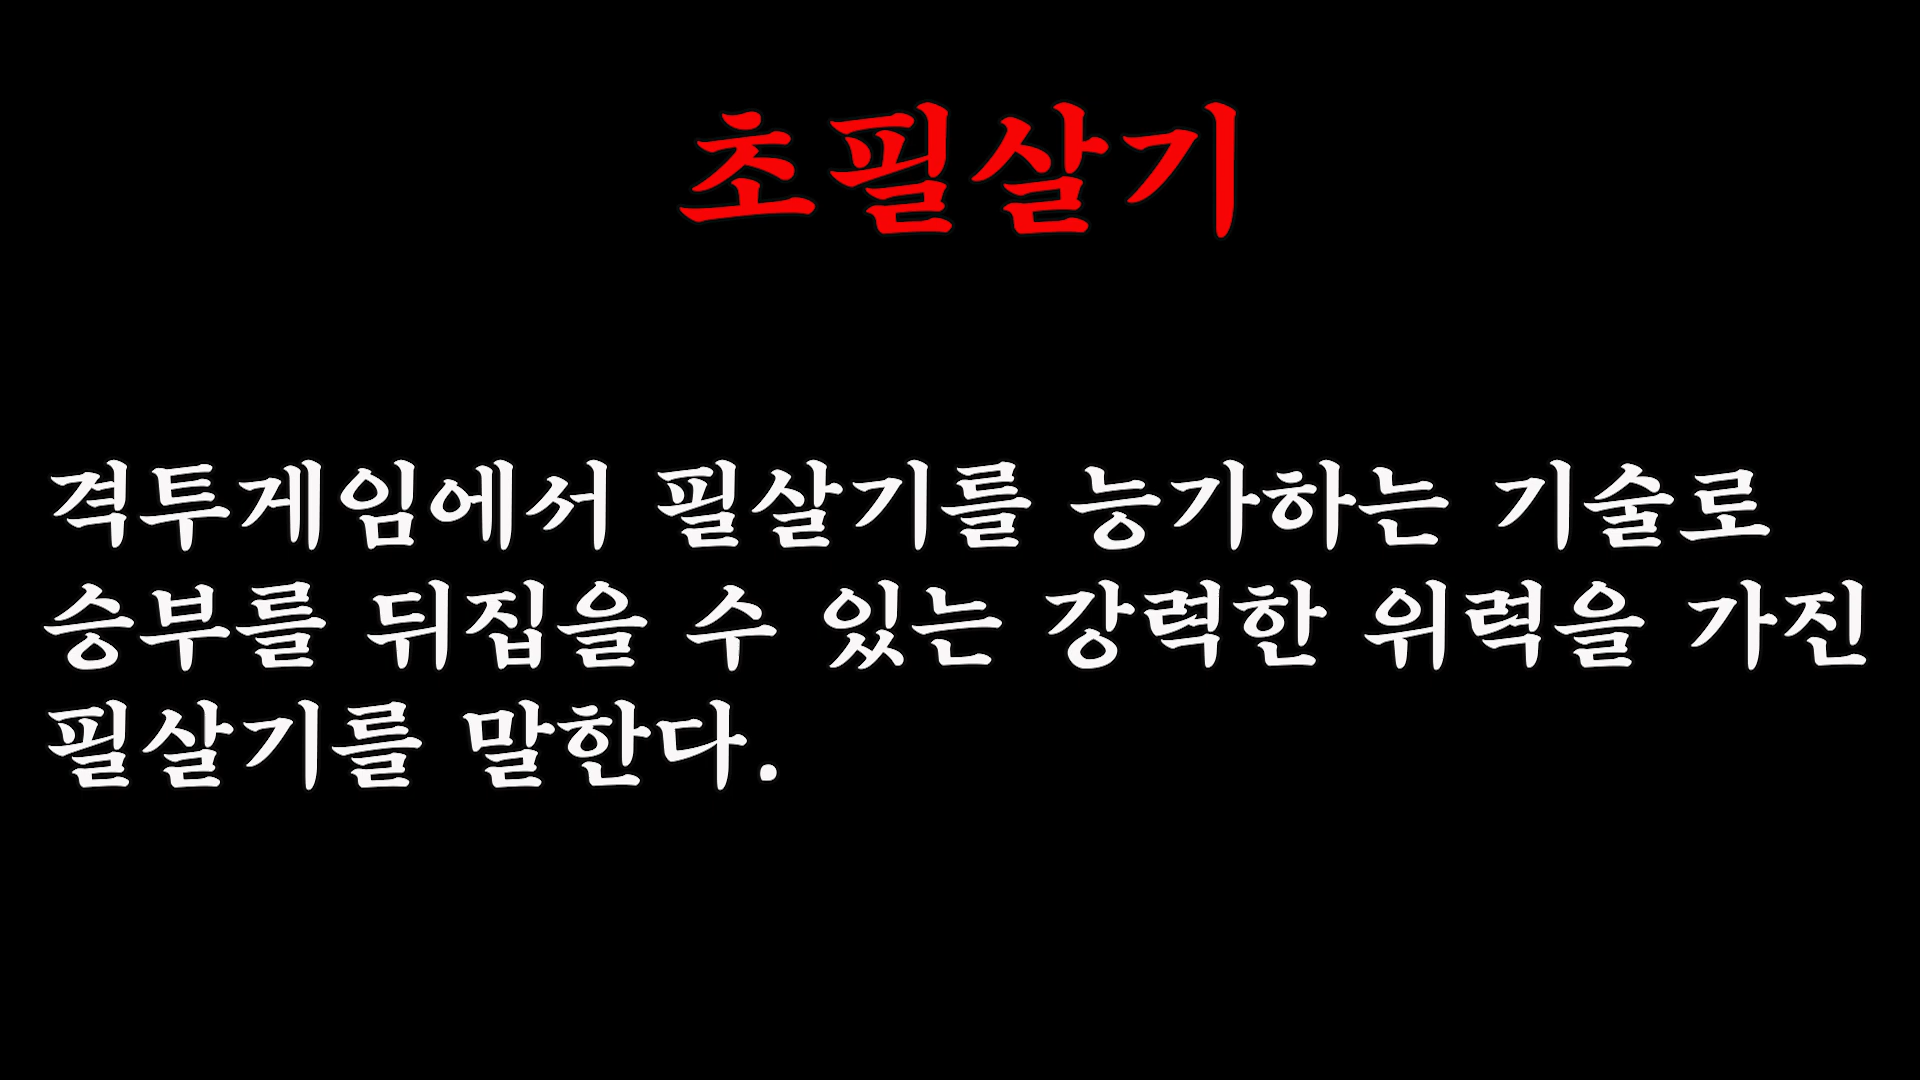 초필살기
격투게임에서 필살기를 능가하는 기술로
승부를 뒤집을 수 있는 강력한 위력을 가진
필살기를 말한다.